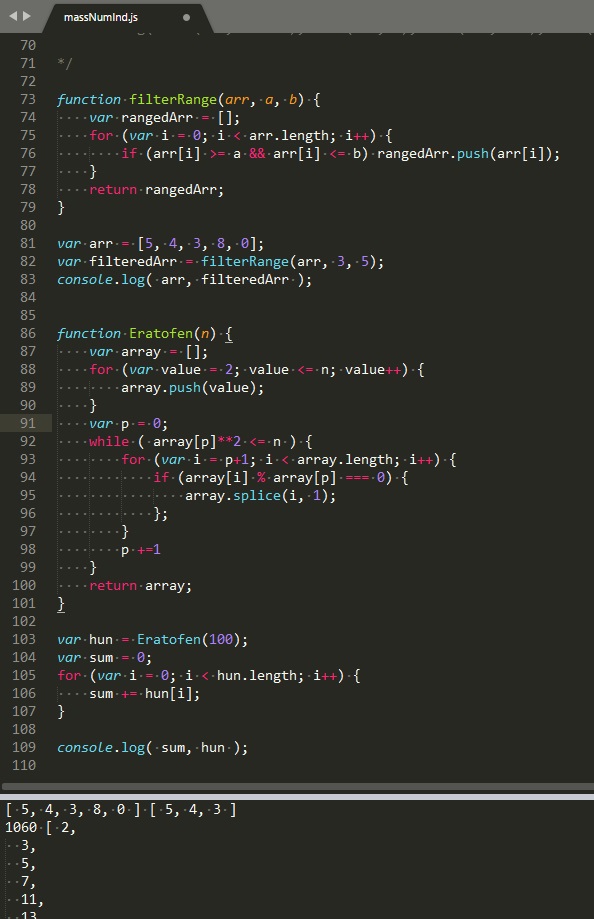 massNumInd.js
70
71 */
72
73 function filterRange(arr, a, b) {
74     var rangedArr = [];
75     for (var i = 0; i < arr.length; i++) {
76         if (arr[i] >= a && arr[i] <= b) rangedArr.push(arr[i]);
77     }
78     return rangedArr;
79 }
80
81 var arr = [5, 4, 3, 8, 0];
82 var filteredArr = filterRange(arr, 3, 5);
83 console.log( arr, filteredArr );
84
85
86 function Eratofen(n) {
87     var array = [];
88     for (var value = 2; value <= n; value++) {
89         array.push(value);
90     }
91     var p = 0;
92     while ( array[p]**2 <= n ) {
93         for (var i = p+1; i < array.length; i++) {
94             if (array[i] % array[p] === 0) {
95                 array.splice(i, 1);
96             };
97         }
98         p +=1
99     }
100     return array;
101 }
102
103 var hun = Eratofen(100);
104 var sum = 0;
105 for (var i = 0; i < hun.length; i++) {
106     sum += hun[i];
107 }
108
109 console.log( sum, hun );
110
[ 5, 4, 3, 8, 0 ] [ 5, 4, 3 ]
1060 [ 2,
  3,
  5,
  7,
  11,
  13,